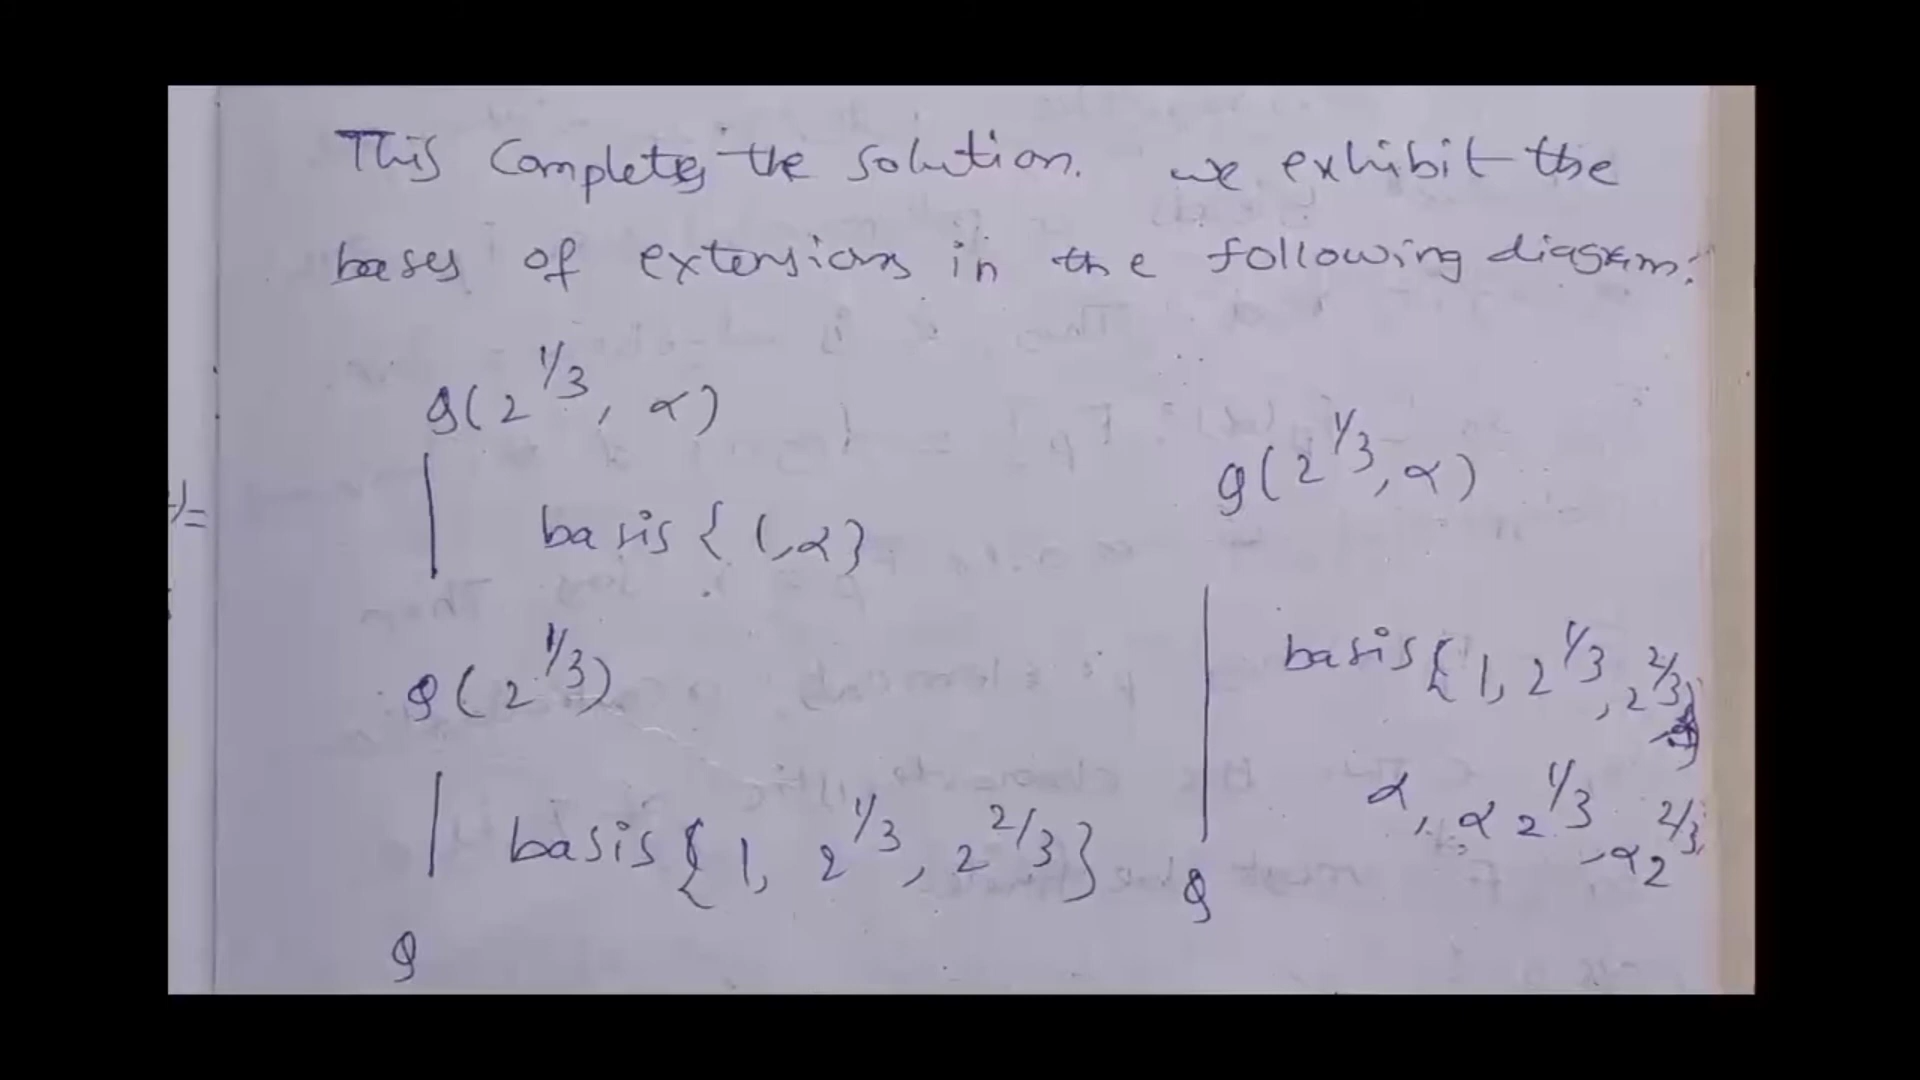 This completes the solution. we exhibit the
bases of extensions in the following diagram:
Q(2^1/3, α)
basis {1, α}
Q(2^1/3)
basis {1, 2^1/3, 2^2/3}
Q
Q(2^1/3, α)
basis {1, 2^1/3, 2^2/3,
α, α 2^1/3, α 2^2/3
Q